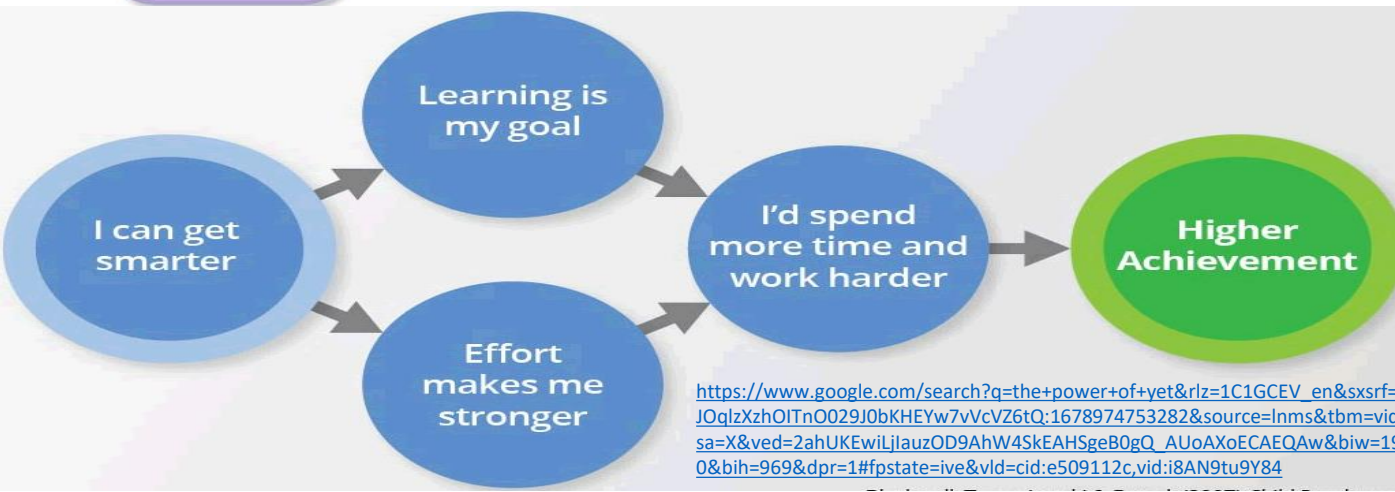 Learning is
my goal
I can get
smarter
Effort
makes me
stronger
I'd spend
more time and
work harder
Higher
Achievement
https://www.google.com/search?q=the+power+of+yet&rlz=1C1GCEV_en&sxsrf=
JOqlzXzhOITnO029J0bKHEYw7vVcVZ6tQ:1678974753282&source=lnms&tbm=vid
sa=X&ved=2ahUKEwiLjIauzOD9AhW4SkEAHSgeB0gQ_AUoAXoECAEQAw&biw=19
0&bih=969&dpr=1#fpstate=ive&vld=cid:e509112c,vid:i8AN9tu9Y84